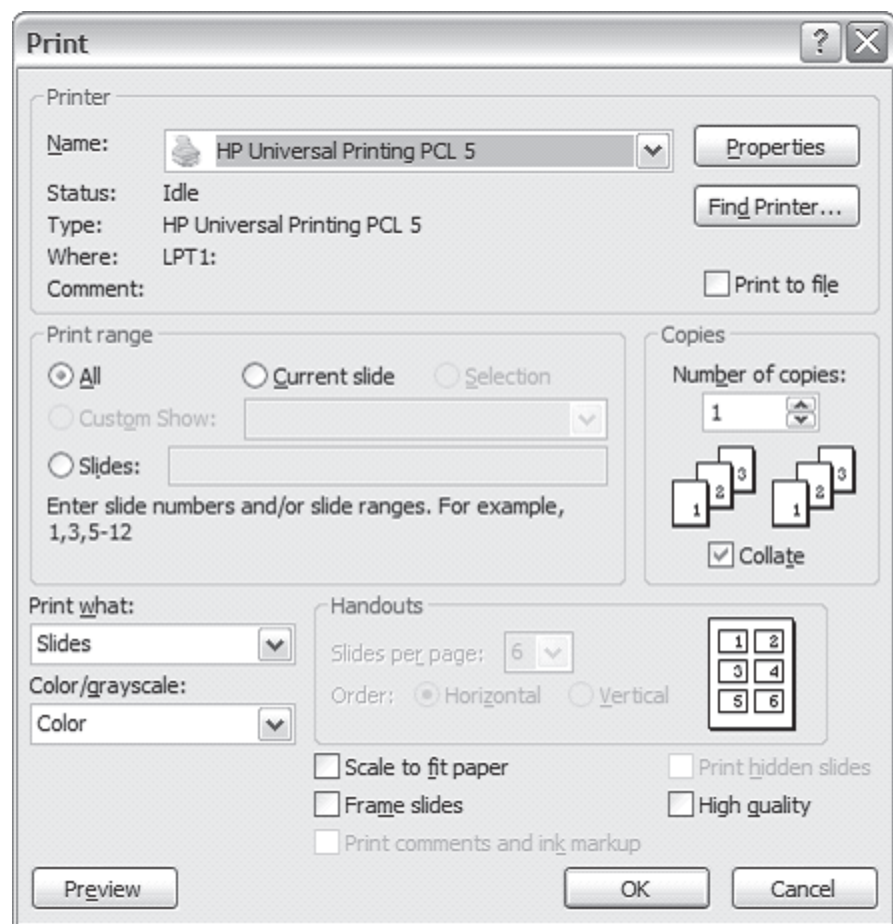 Print
Printer
Name: HP Universal Printing PCL 5 Properties
Status: Idle
Find Printer...
Type: HP Universal Printing PCL 5
Where: LPT1:
Comment:
Print to file
Print range
All Current slide Selection
Custom Show:
Slides:
Enter slide numbers and/or slide ranges. For example,
1,3,5-12
Copies
Number of copies:
1
1 2 3 1 2 3
Collate
Print what:
Slides
Color/grayscale:
Color
Handouts
Slides per page: 6
Order: Horizontal Vertical
1 2
3 4
5 6
Scale to fit paper Print hidden slides
Frame slides High quality
Print comments and ink markup
Preview OK Cancel